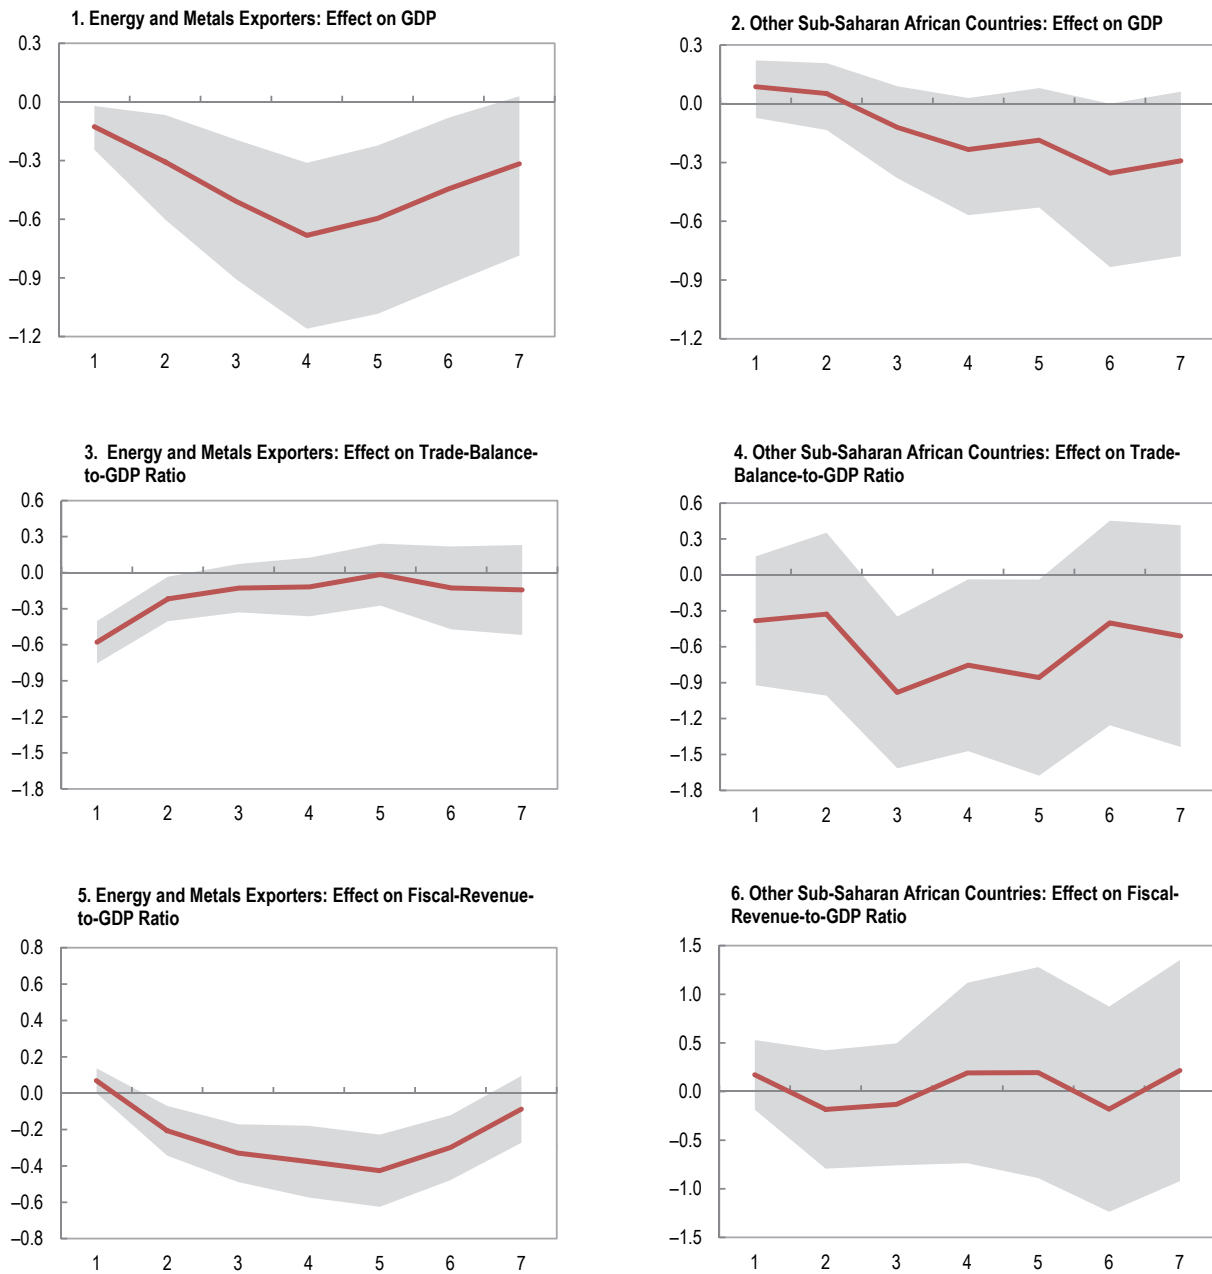 1. Energy and Metals Exporters: Effect on GDP
0.3
0.0
–0.3
–0.6
–0.9
–1.2
1 2 3 4 5 6 7
2. Other Sub-Saharan African Countries: Effect on GDP
0.3
0.0
–0.3
–0.6
–0.9
–1.2
1 2 3 4 5 6 7
3. Energy and Metals Exporters: Effect on Trade-Balance-
to-GDP Ratio
0.6
0.3
0.0
–0.3
–0.6
–0.9
–1.2
–1.5
–1.8
1 2 3 4 5 6 7
4. Other Sub-Saharan African Countries: Effect on Trade-
Balance-to-GDP Ratio
0.6
0.3
0.0
–0.3
–0.6
–0.9
–1.2
–1.5
–1.8
1 2 3 4 5 6 7
5. Energy and Metals Exporters: Effect on Fiscal-Revenue-
to-GDP Ratio
0.8
0.6
0.4
0.2
0.0
–0.2
–0.4
–0.6
–0.8
1 2 3 4 5 6 7
6. Other Sub-Saharan African Countries: Effect on Fiscal-
Revenue-to-GDP Ratio
1.5
1.0
0.5
0.0
–0.5
–1.0
–1.5
1 2 3 4 5 6 7